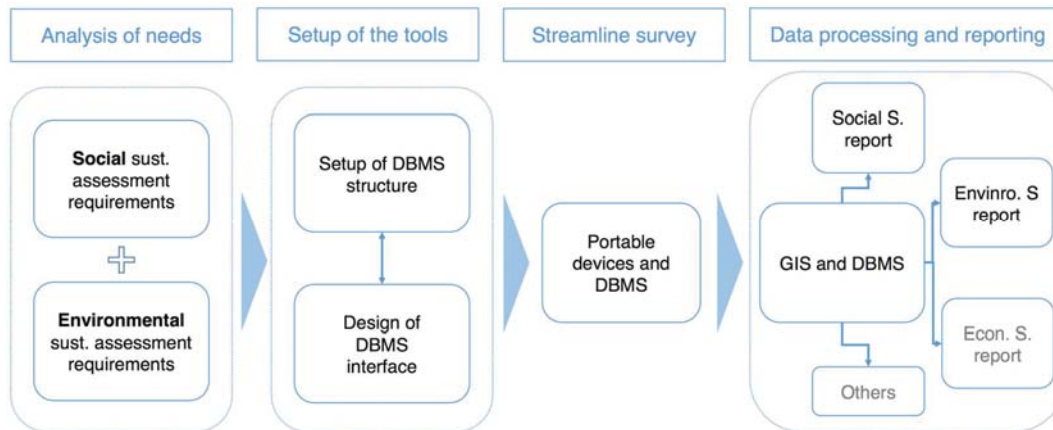 Analysis of needs
Setup of the tools
Streamline survey
Data processing and reporting
Social sust.
assessment
requirements
Environmental
sust. assessment
requirements
Setup of DBMS
structure
Design of
DBMS
interface
Portable
devices and
DBMS
Social S.
report
GIS and DBMS
Envinro. S
report
Econ. S.
report
Others